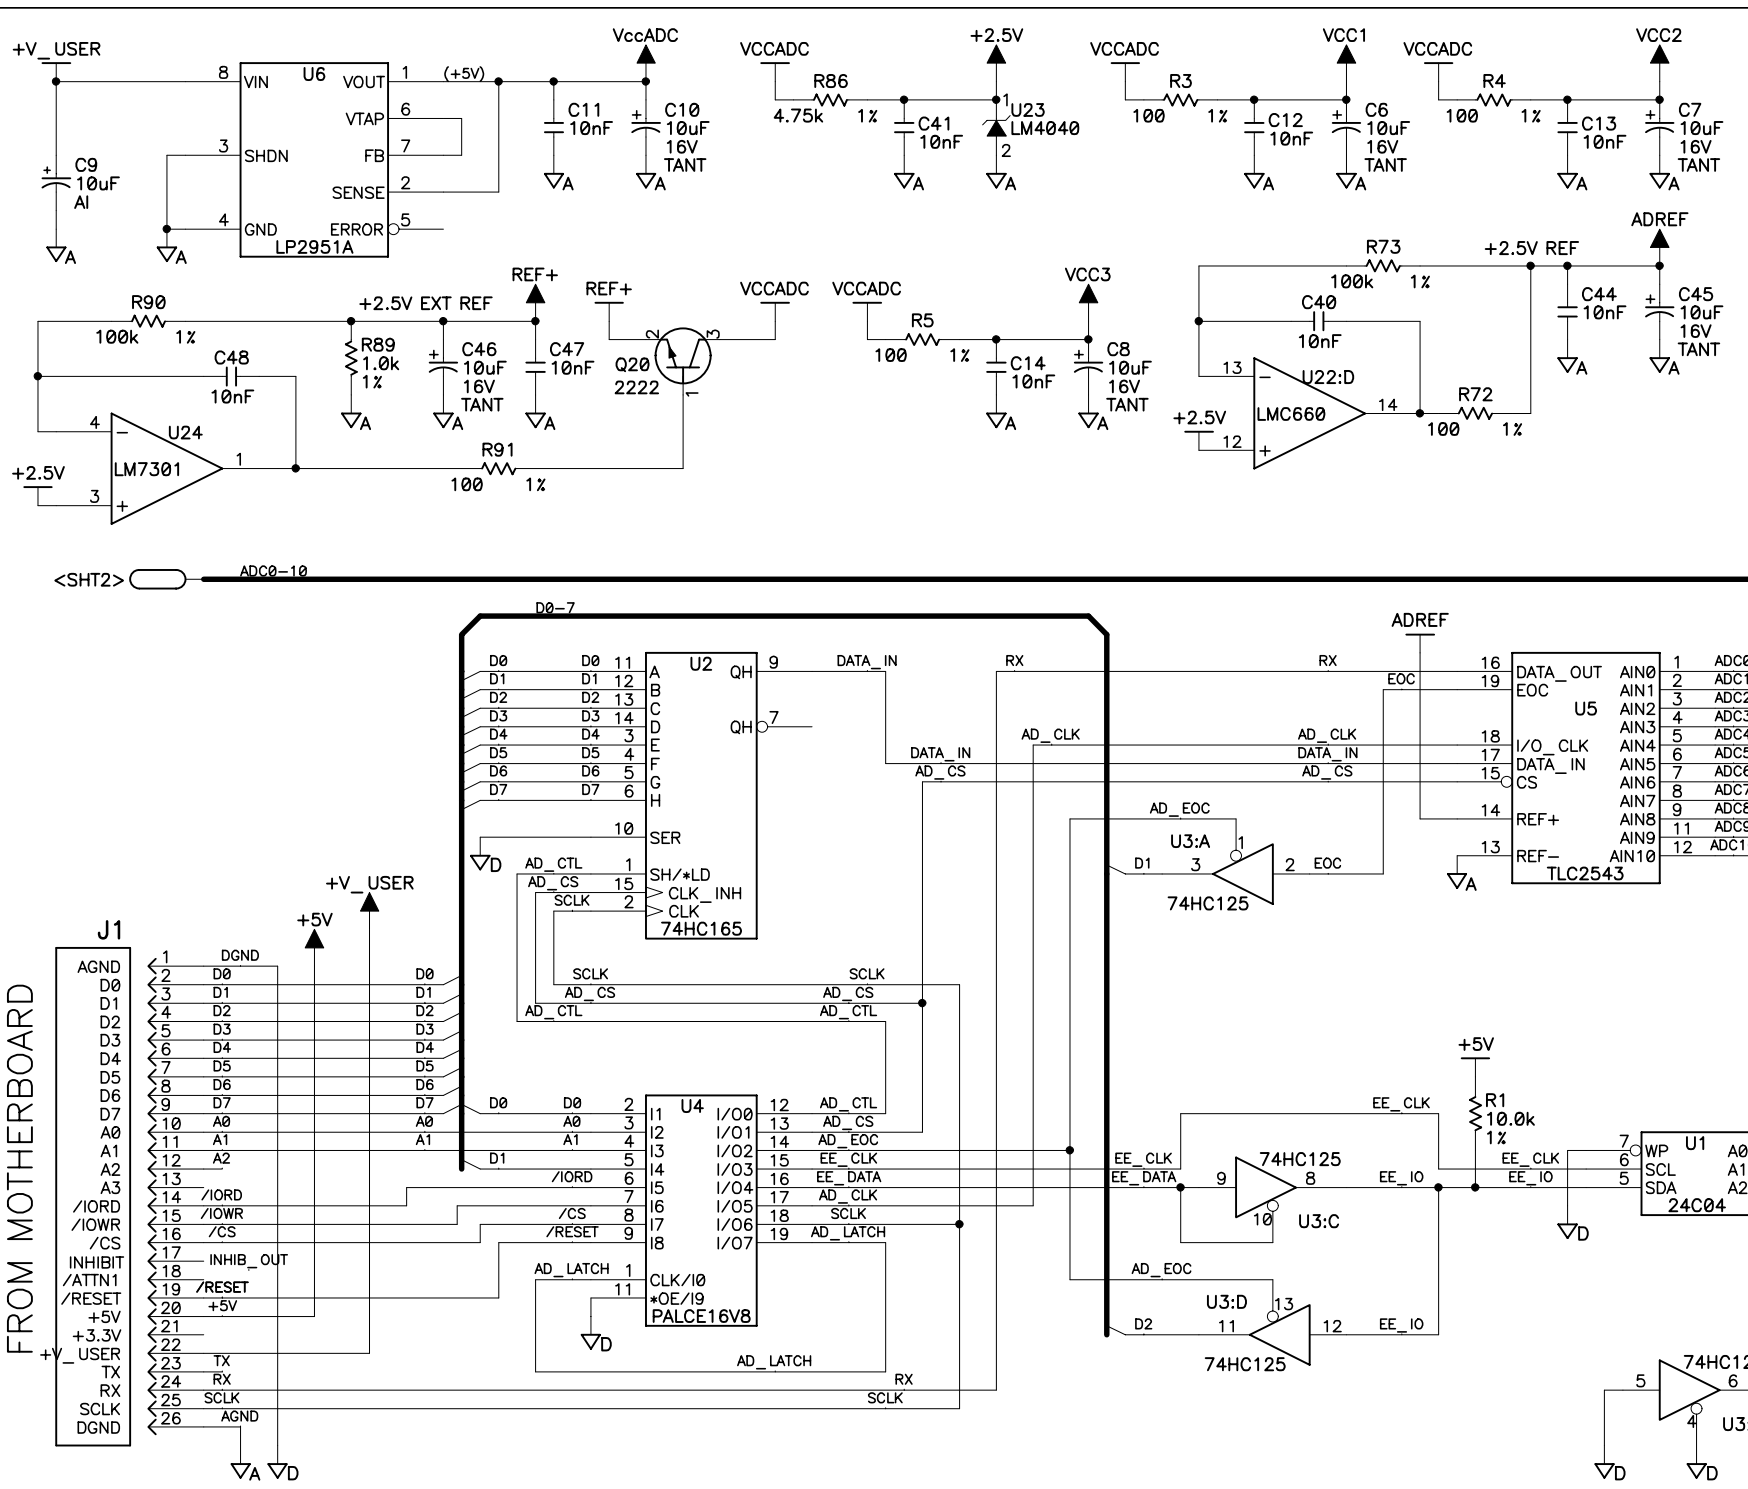 +V_USER
8 VIN U6 VOUT 1 (+5V)
VTAP 6
3 SHDN FB 7
SENSE 2
4 GND ERROR 5
LP2951A
C9
10uF
Al
A
A
VccADC
C11
10nF
A
C10
10uF
16V
TANT
A
VCCADC
R86
4.75k 1%
+2.5V
C41
10nF
A
1
U23
LM4040
2
A
VCCADC
R3
100 1%
VCC1
C12
10nF
A
C6
10uF
16V
TANT
A
VCCADC
R4
100 1%
VCC2
C13
10nF
A
C7
10uF
16V
TANT
A
R90
100k 1%
+2.5V EXT REF
REF+
R89
1.0k
1%
A
C46
10uF
16V
TANT
A
C47
10nF
A
C48
10nF
4 −
U24
LM7301
1
+2.5V
3 +
R91
100 1%
REF+
VCCADC
2 3
Q20
2222
1
VCCADC
R5
100 1%
VCC3
C14
10nF
A
C8
10uF
16V
TANT
A
R73
100k 1%
+2.5V REF
ADREF
C40
10nF
C44
10nF
A
C45
10uF
16V
TANT
A
13 −
U22:D
LMC660
14
+2.5V
12 +
R72
100 1%
<SHT2> ADC0-10
D0-7
D0 D0 11 A U2 QH 9 DATA_IN
D1 D1 12 B
D2 D2 13 C
D3 D3 14 D QH 7
D4 D4 3 E
D5 D5 4 F
D6 D6 5 G
D7 D7 6 H
10 SER
D
AD_CTL 1 SH/*LD
AD_CS 15 CLK_INH
SCLK 2 CLK
74HC165
DATA_IN
AD_CS
RX RX
AD_CLK AD_CLK
DATA_IN
AD_CS
EOC
ADREF
16 DATA_OUT AIN0 1 ADC0
19 EOC AIN1 2 ADC1
U5 AIN2 3 ADC2
AIN3 4 ADC3
18 I/O_CLK AIN4 5 ADC4
17 DATA_IN AIN5 6 ADC5
15 CS AIN6 7 ADC6
AIN7 8 ADC7
14 REF+ AIN8 9 ADC8
AIN9 11 ADC9
13 REF- AIN10 12 ADC1
A
TLC2543
AD_EOC
U3:A 1
D1 3 2 EOC
74HC125
+V_USER
+5V
FROM MOTHERBOARD
J1
AGND 1 DGND
D0 2 D0 D0
D1 3 D1 D1
D2 4 D2 D2
D3 5 D3 D3
D4 6 D4 D4
D5 7 D5 D5
D6 8 D6 D6
D7 9 D7 D7
A0 10 A0 A0
A1 11 A1 A1
A2 12 A2
A3 13
/IORD 14 /IORD
/IOWR 15 /IOWR
/CS 16 /CS
INHIBIT 17 INHIB_OUT
/ATTN1 18
/RESET 19 /RESET
+5V 20 +5V
+3.3V 21
+V_USER 22
TX 23 TX
RX 24 RX RX
SCLK 25 SCLK SCLK
DGND 26 AGND
A D
SCLK SCLK
AD_CS AD_CS
AD_CTL AD_CTL
D0 D0 2 I1 U4 I/O0 12 AD_CTL
A0 3 I2 I/O1 13 AD_CS
A1 4 I3 I/O2 14 AD_EOC
D1 5 I4 I/O3 15 EE_CLK
/IORD 6 I5 I/O4 16 EE_DATA
7 I6 I/O5 17 AD_CLK
/CS 8 I7 I/O6 18 SCLK
/RESET 9 I8 I/O7 19 AD_LATCH
AD_LATCH 1 CLK/I0
11 *OE/I9
PALCE16V8
D
AD_LATCH
EE_CLK
EE_DATA
74HC125
9 8
10 U3:C
AD_EOC
U3:D 13
D2 11 12 EE_IO
74HC125
EE_CLK
EE_IO
+5V
R1
10.0k
1%
EE_CLK
EE_IO
D
7 WP U1 A0
6 SCL A1
5 SDA A2
24C04
74HC12
5 6
4 U3:
D D